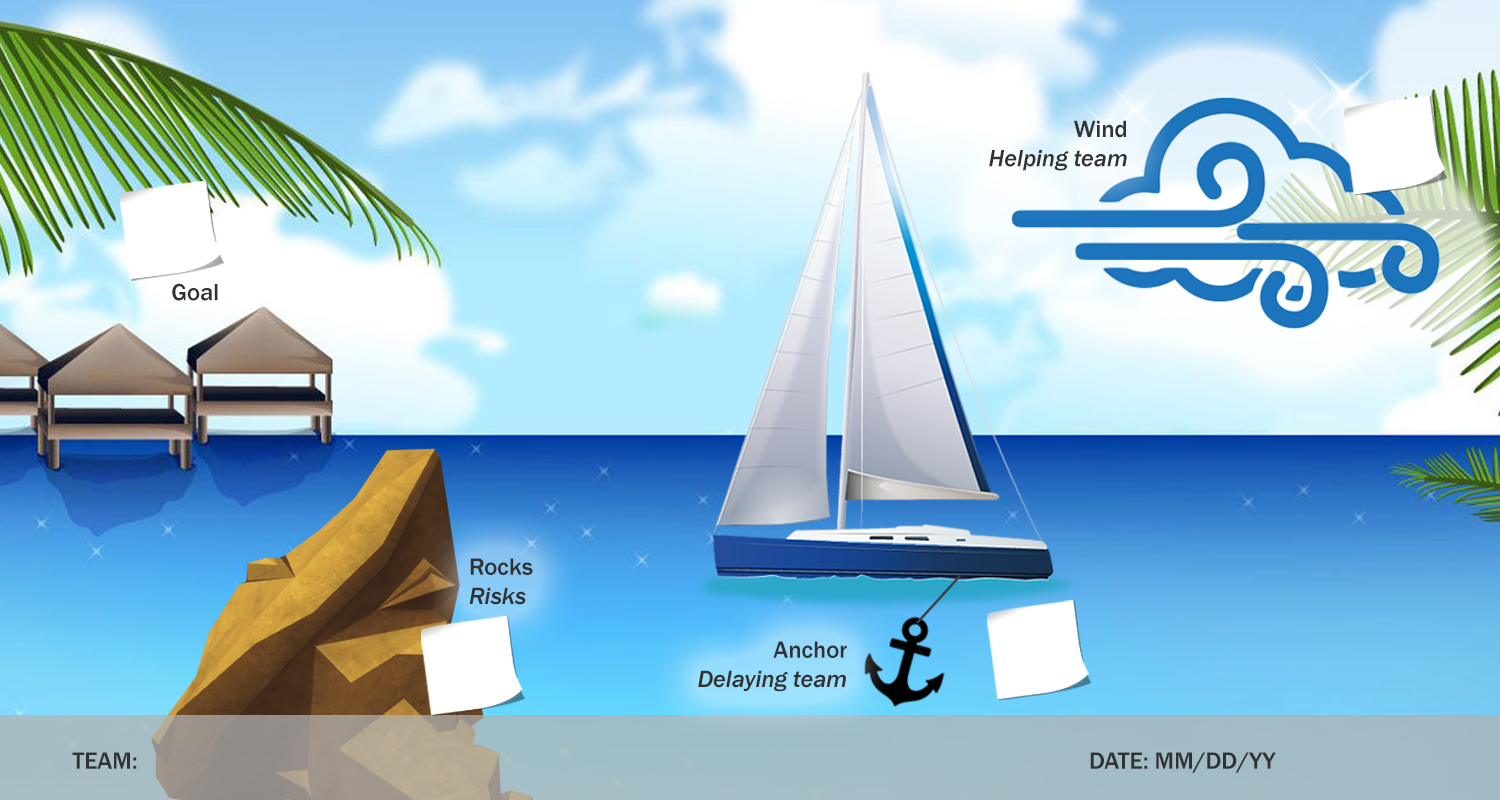 Wind
Helping team
Goal
Rocks
Risks
Anchor
Delaying team
TEAM:
DATE: MM/DD/YY